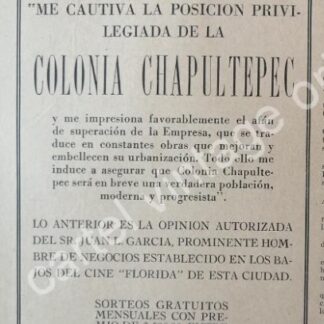 "ME CAUTIVA LA POSICION PRIVI-
LEGIADA DE LA
COLONIA CHAPULTEPEC
y me impresiona favorablemente el afán
de superación de la Empresa, que se tra-
duce en constantes obras que mejoran y
embellecen su urbanización. Todo ello me
induce a asegurar que Colonia Chapulte-
pec será en breve una verdadera población,
moderna y progresista".
LO ANTERIOR ES LA OPINION AUTORIZADA
DEL SR. JUAN L. GARCIA, PROMINENTE HOM-
BRE DE NEGOCIOS ESTABLECIDO EN LOS BA-
JOS DEL CINE "FLORIDA" DE ESTA CIUDAD.
SORTEOS GRATUITOS
MENSUALES CON PRE-